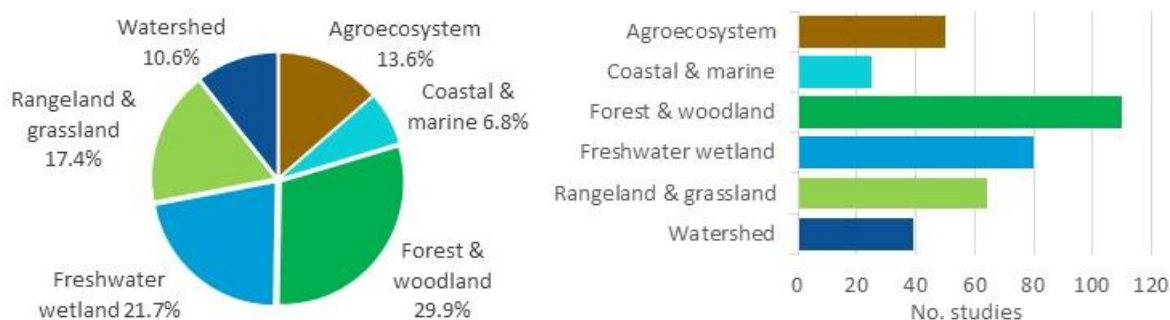 Watershed
10.6%
Agroecosystem
13.6%
Coastal &
marine 6.8%
Rangeland &
grassland
17.4%
Freshwater
wetland 21.7%
Forest &
woodland
29.9%
Agroecosystem
Coastal & marine
Forest & woodland
Freshwater wetland
Rangeland & grassland
Watershed
0 20 40 60 80 100 120
No. studies